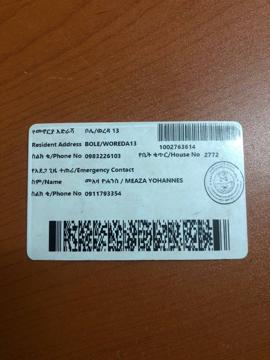 የመኖሪያ አድራሻ ቦሌ/ወረዳ 13
Resident Address BOLE/WOREDA13
1002763614
ስልክ ቁ/Phone No 0983226103 የቤት ቁጥር/House No 2772
የአደጋ ጊዜ ተጠሪ/Emergency Contact
ስም/Name መአዛ ዮሐንስ / MEAZA YOHANNES
ስልክ ቁ/Phone No 0911793354